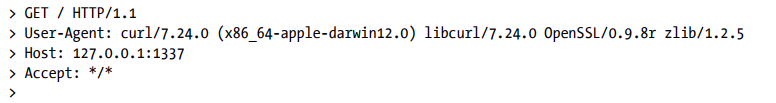 > GET / HTTP/1.1
> User-Agent: curl/7.24.0 (x86_64-apple-darwin12.0) libcurl/7.24.0 OpenSSL/0.9.8r zlib/1.2.5
> Host: 127.0.0.1:1337
> Accept: */*
>